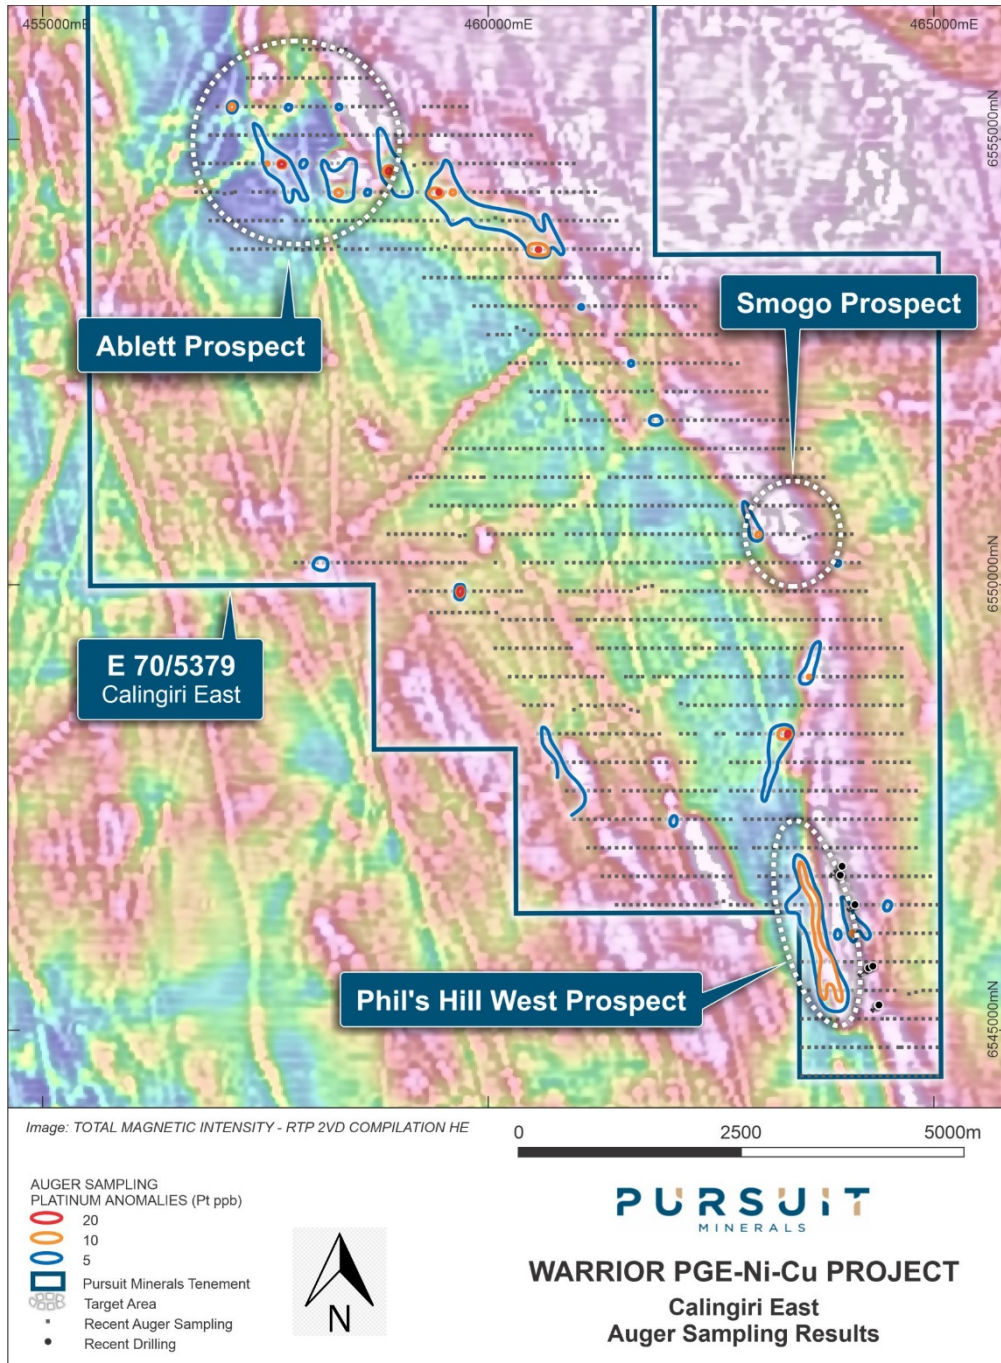 455000mE
460000mE
465000mE
6555000mN
Smogo Prospect
Ablett Prospect
6550000mN
E 70/5379
Calingiri East
Phil's Hill West Prospect
6545000mN
Image: TOTAL MAGNETIC INTENSITY - RTP 2VD COMPILATION HE
0
2500
5000m
AUGER SAMPLING
PLATINUM ANOMALIES (Pt ppb)
20
10
5
Pursuit Minerals Tenement
Target Area
Recent Auger Sampling
Recent Drilling
N
PURSUIT
MINERALS
WARRIOR PGE-Ni-Cu PROJECT
Calingiri East
Auger Sampling Results